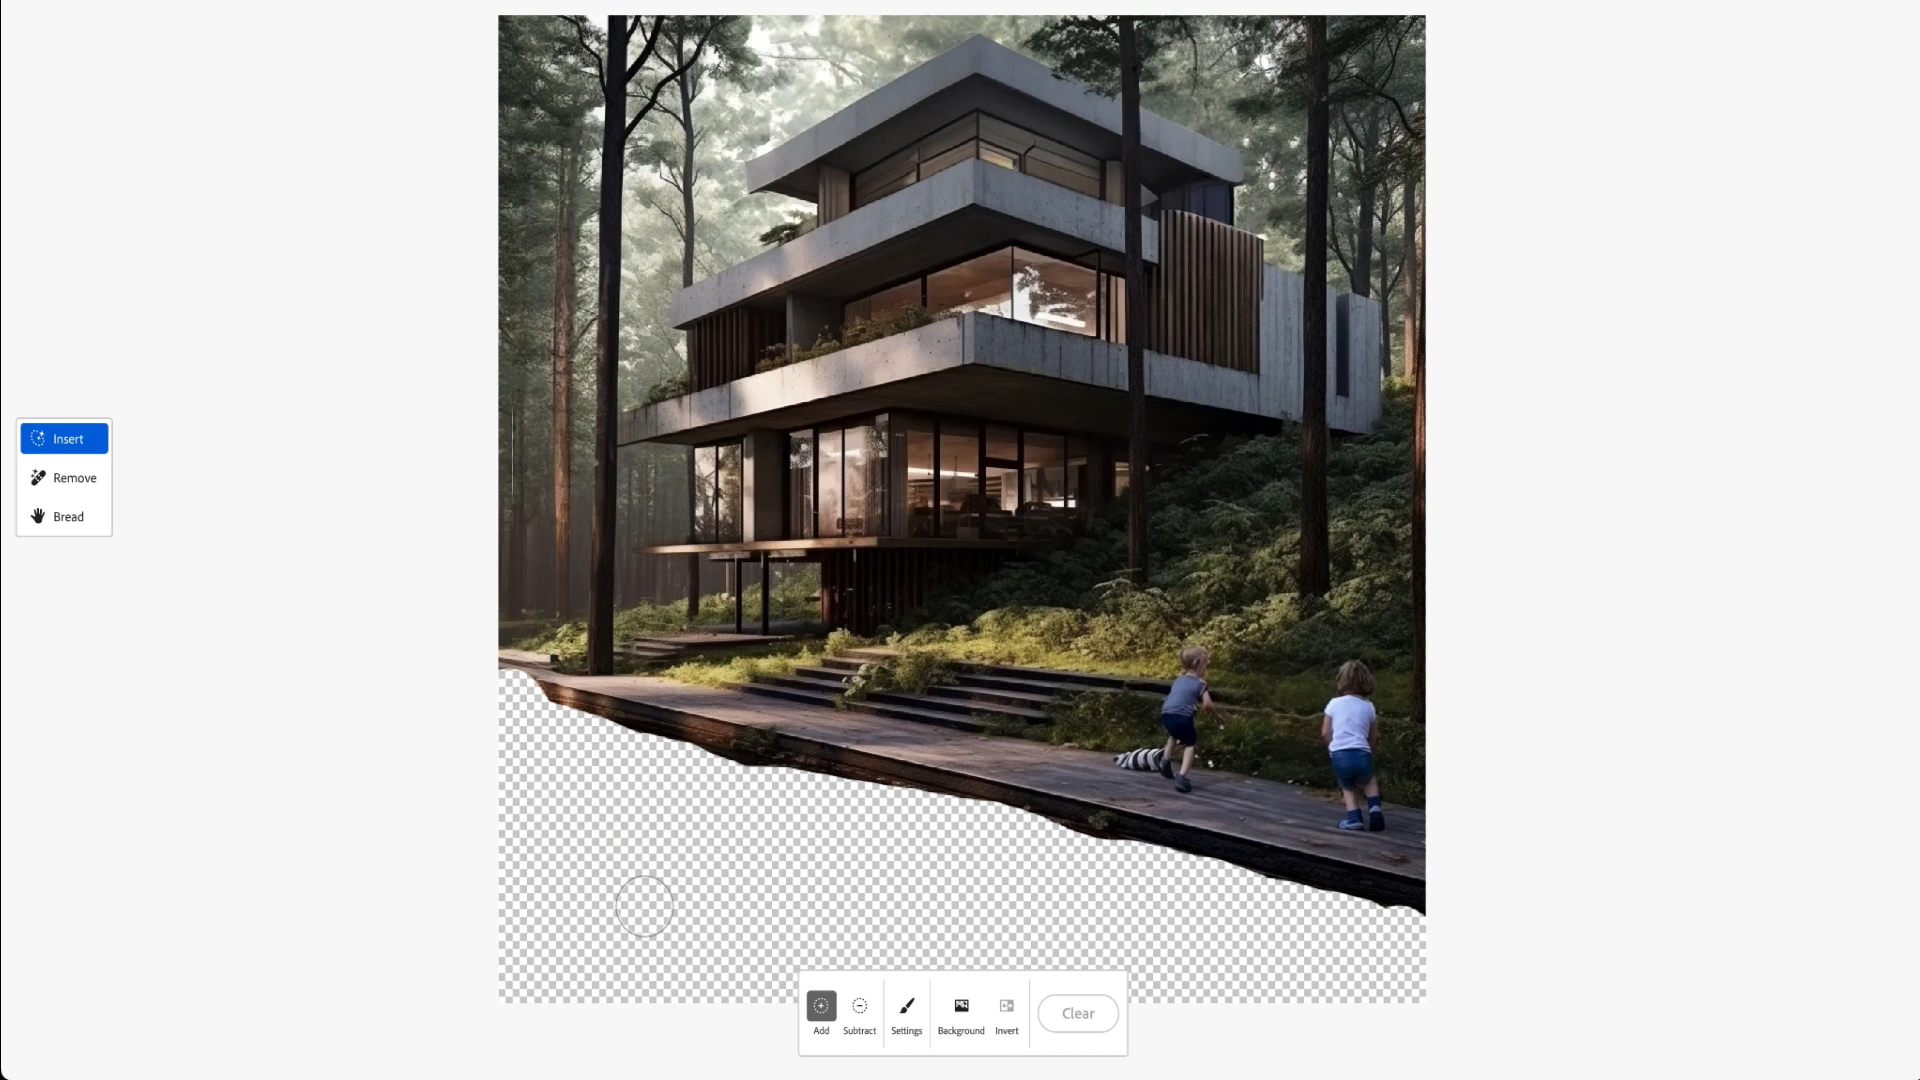 Insert
Remove
Bread
Add
Subtract
Settings
Background
Invert
Clear